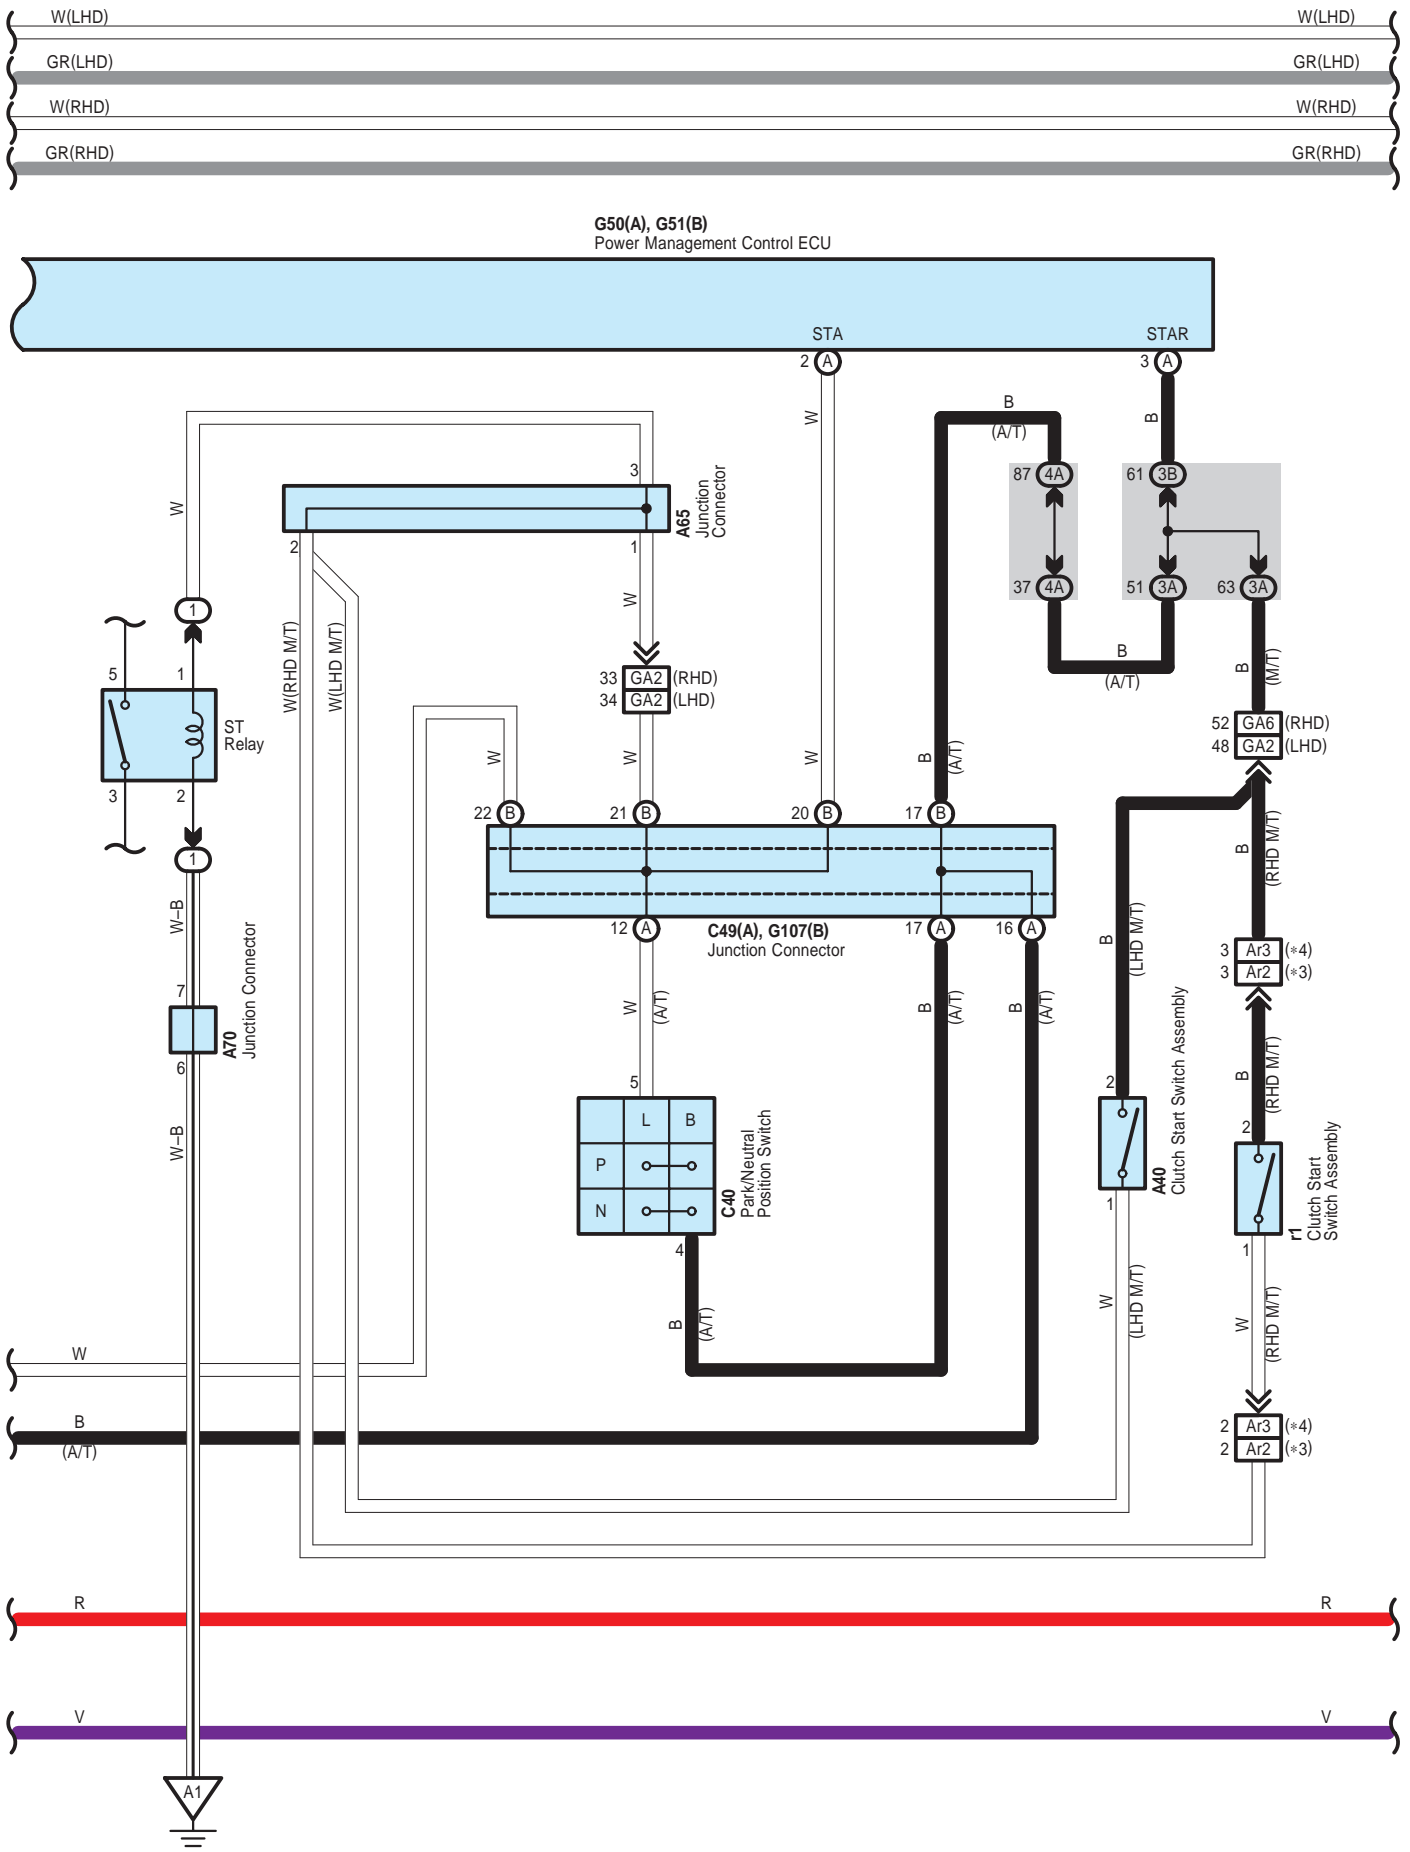 W(LHD) W(LHD)
GR(LHD) GR(LHD)
W(RHD) W(RHD)
GR(RHD) GR(RHD)
G50(A), G51(B)
Power Management Control ECU
STA STAR
2 A 3 A
W B
(A/T)
B
W
3
87 4A 61 3B
A65
Junction
Connector
2 1
37 4A 51 3A 63 3A
1
W
W(RHD M/T)
W(LHD M/T)
B
(A/T)
B
(M/T)
5 1
33 GA2 (RHD)
34 GA2 (LHD)
ST
Relay
52 GA6 (RHD)
48 GA2 (LHD)
W W W
B
(A/T)
3 2
22 B 21 B 20 B 17 B
1
B
(RHD M/T)
W–B
12 A 17 A 16 A
C49(A), G107(B)
Junction Connector
B
(LHD M/T)
3 Ar3 (*4)
3 Ar2 (*3)
7
A70
Junction Connector
6
W
(A/T)
B
(A/T)
B
(A/T)
B
(RHD M/T)
5
L B
P
N
C40
Park/Neutral
Position Switch
4
2
A40
Clutch Start Switch Assembly
1
2
r1
Clutch Start
Switch Assembly
1
W–B
B
(A/T)
W
(LHD M/T)
W
(RHD M/T)
W
B
(A/T)
2 Ar3 (*4)
2 Ar2 (*3)
R R
V V
A1